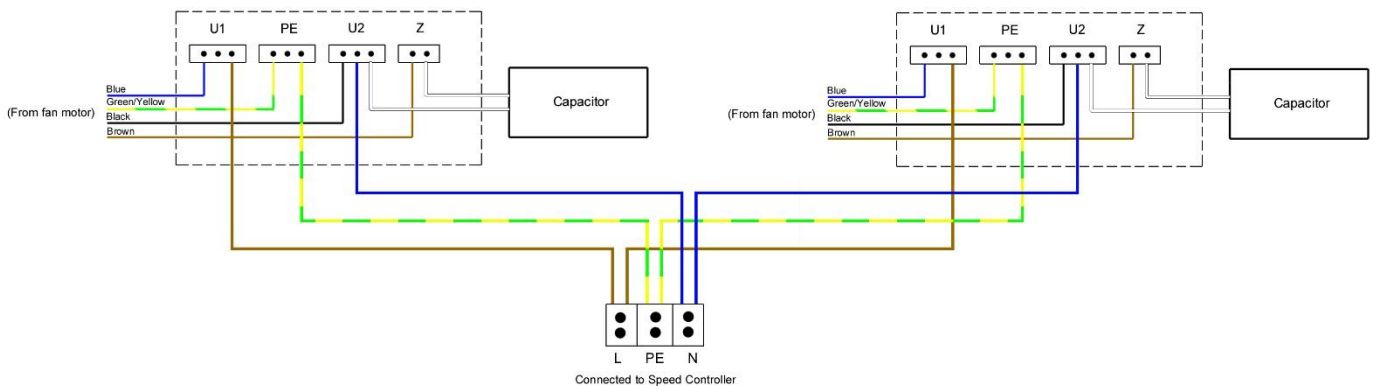 U1 PE U2 Z
Blue
Green/Yellow
(From fan motor)
Black
Brown
Capacitor
U1 PE U2 Z
Blue
Green/Yellow
(From fan motor)
Black
Brown
Capacitor
L PE N
Connected to Speed Controller